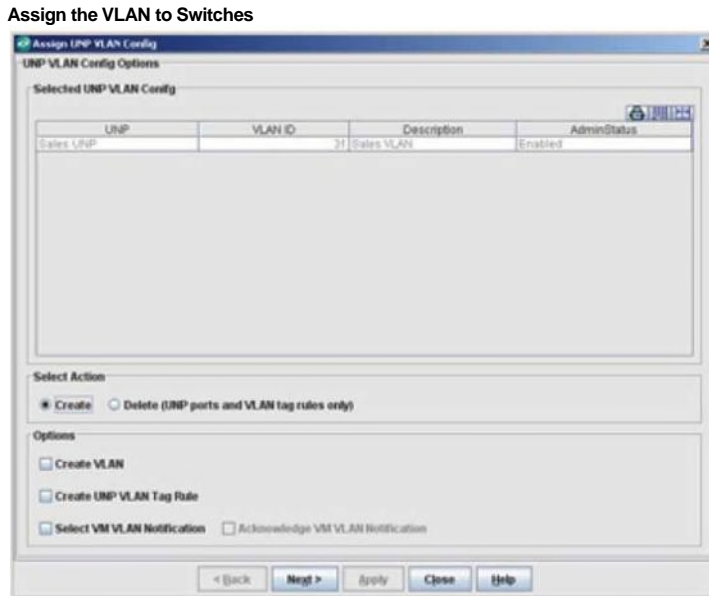 Assign the VLAN to Switches
Assign UNP VLAN Config
UNP VLAN Config Options
Selected UNP VLAN Conifg
UNP VLAN ID Description AdminStatus
Sales UNP 31 Sales VLAN Enabled
Select Action
Create Delete (UNP ports and VLAN tag rules only)
Options
Create VLAN
Create UNP VLAN Tag Rule
Select VM VLAN Notification Acknowledge VM VLAN Notification
< Back Next > Apply Close Help